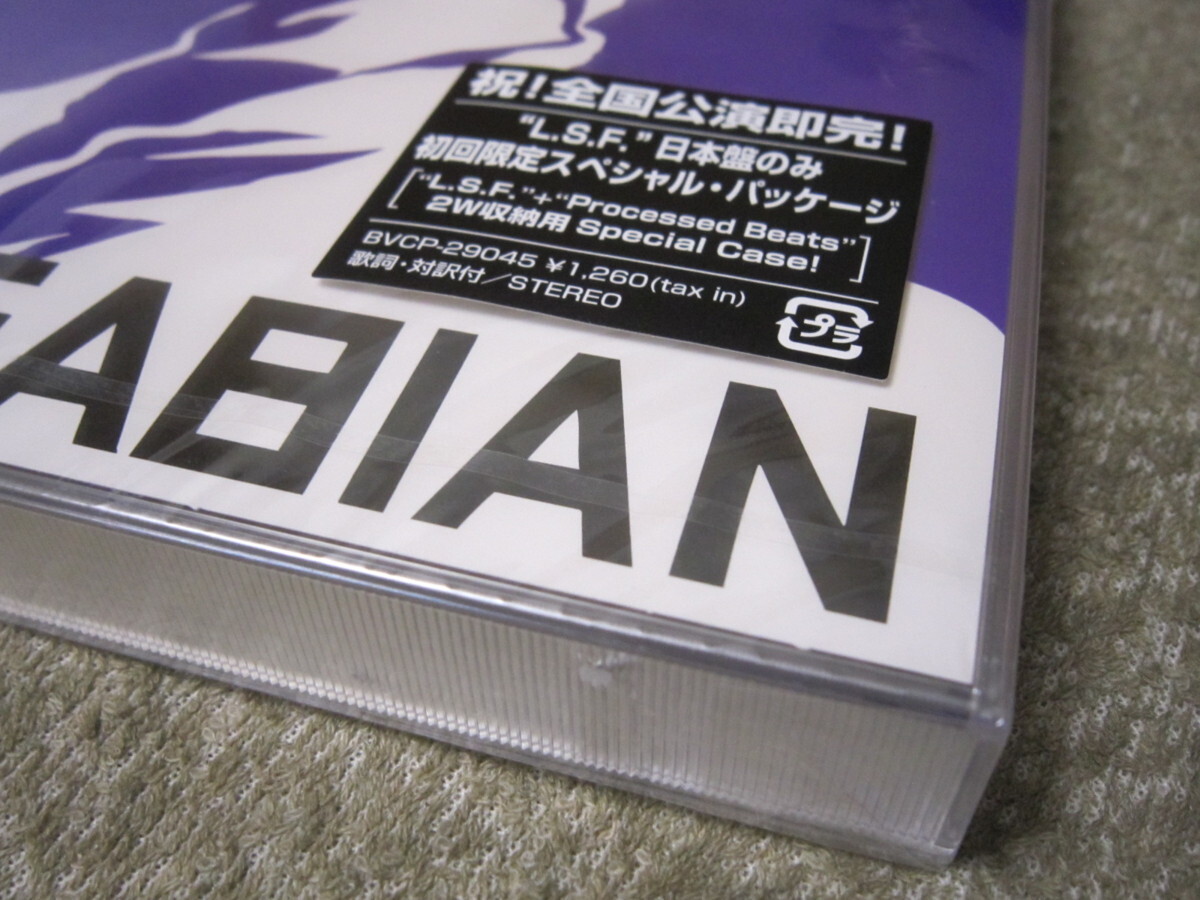 祝!全国公演即完!
"L.S.F." 日本盤のみ
初回限定スペシャル・パッケージ
["L.S.F."+"Processed Beats"
2W収納用 Special Case!]
BVCP-29045 ¥1,260(tax in)
歌詞・対訳付/STEREO
プラ
ABIAN